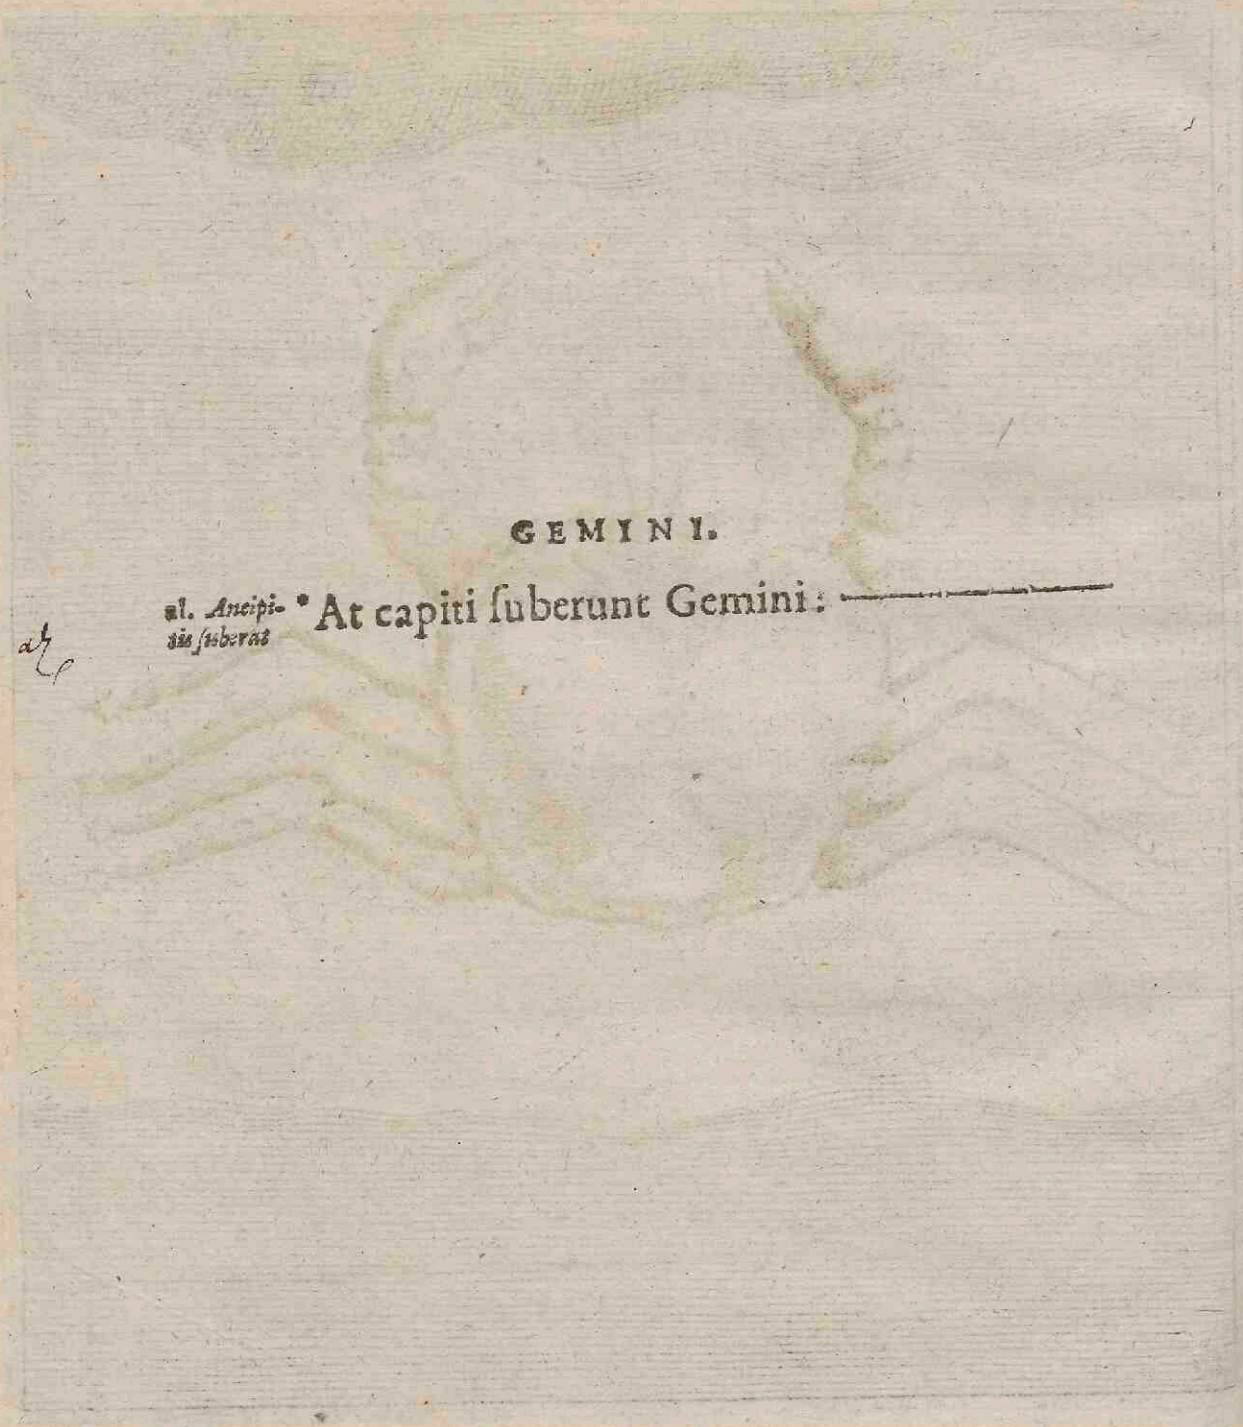 GEMINI.
al. Ancipi- * At capiti ſuberunt Gemini:
tis ſuberat